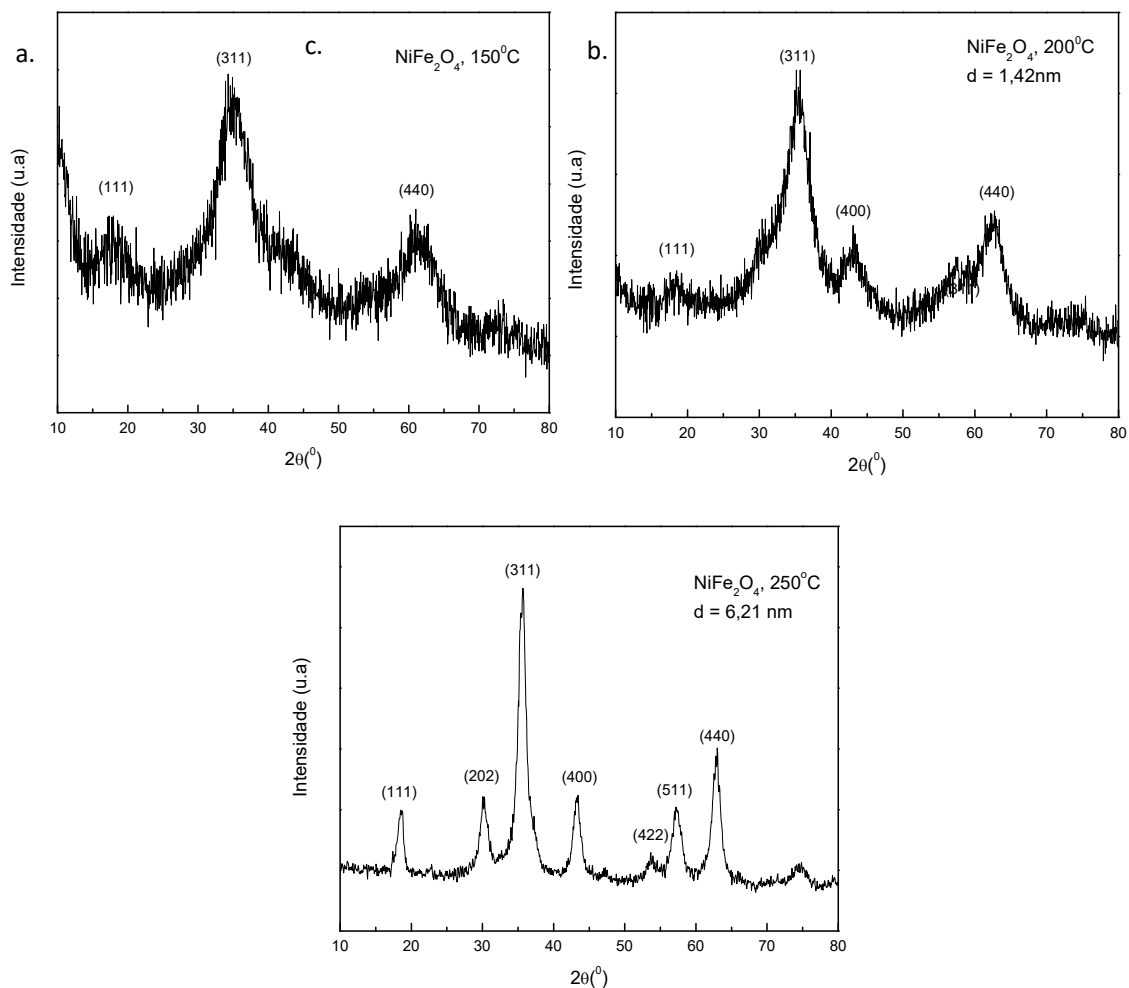 a.
c.
(311)
NiFe₂O₄, 150⁰C
(111)
(440)
Intensidade (u.a)
10 20 30 40 50 60 70 80
2θ(⁰)
b.
(311)
NiFe₂O₄, 200⁰C
d = 1,42nm
(400)
(440)
(111)
Intensidade (u.a)
10 20 30 40 50 60 70 80
2θ(⁰)
(311)
NiFe₂O₄, 250°C
d = 6,21 nm
(440)
(111)
(202)
(400)
(511)
(422)
Intensidade (u.a)
10 20 30 40 50 60 70 80
2θ(⁰)